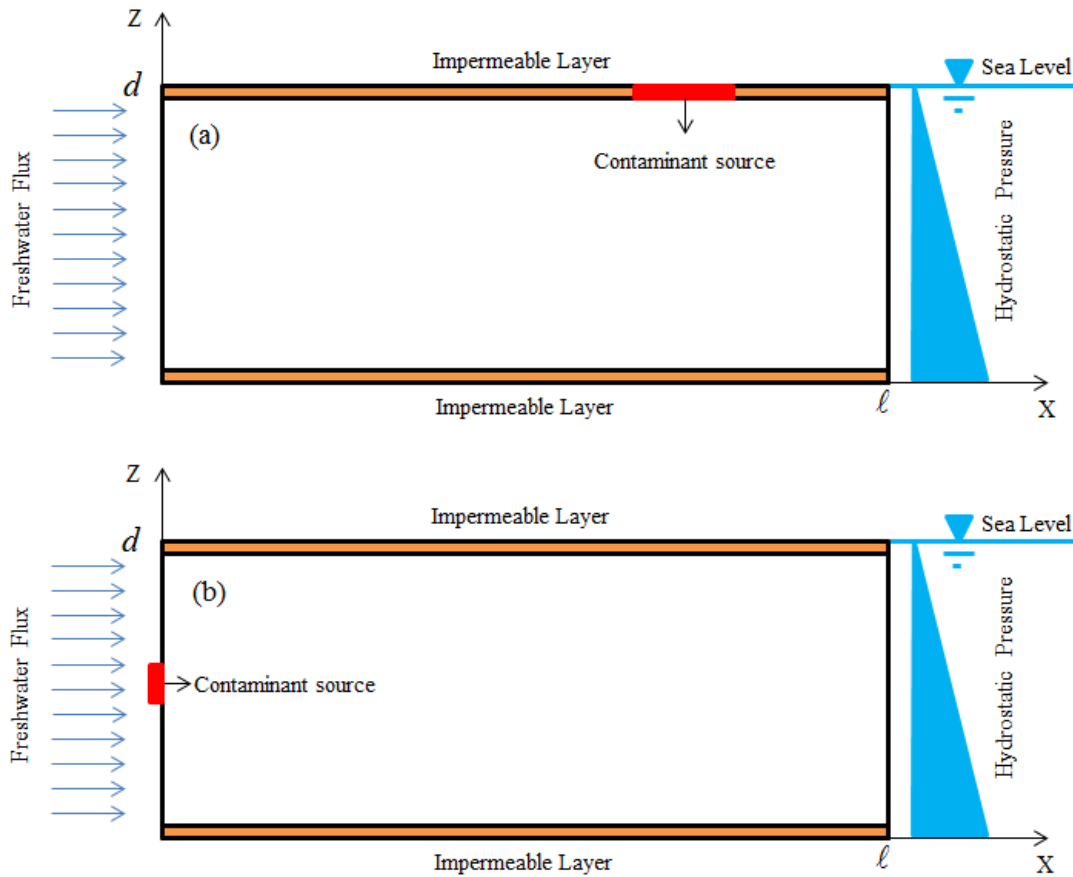 Z
Impermeable Layer
Sea Level
d
(a)
Contaminant source
Freshwater Flux
Hydrostatic Pressure
ℓ
Impermeable Layer
X
Z
Impermeable Layer
Sea Level
d
(b)
Contaminant source
Freshwater Flux
Hydrostatic Pressure
ℓ
Impermeable Layer
X